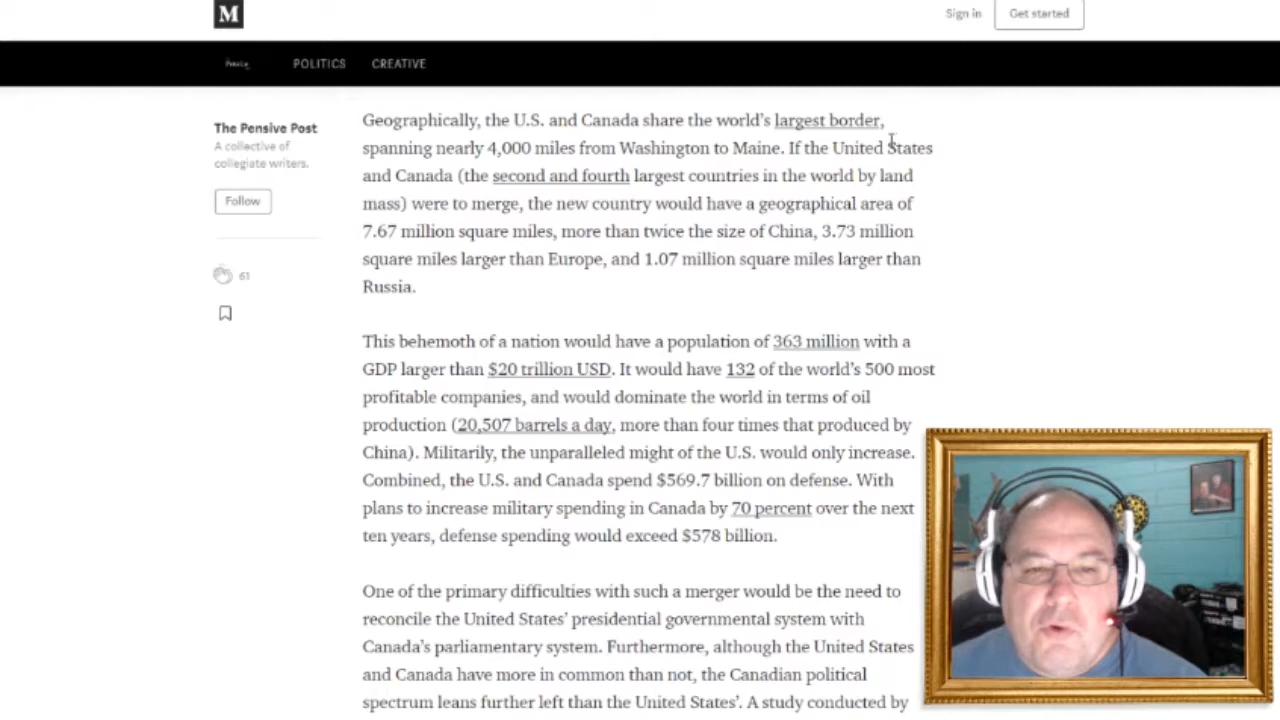 M
Sign in
Get started
POLITICS
CREATIVE
The Pensive Post
A collective of
collegiate writers.
Follow
61
Geographically, the U.S. and Canada share the world’s largest border,
spanning nearly 4,000 miles from Washington to Maine. If the United States
and Canada (the second and fourth largest countries in the world by land
mass) were to merge, the new country would have a geographical area of
7.67 million square miles, more than twice the size of China, 3.73 million
square miles larger than Europe, and 1.07 million square miles larger than
Russia.
This behemoth of a nation would have a population of 363 million with a
GDP larger than $20 trillion USD. It would have 132 of the world’s 500 most
profitable companies, and would dominate the world in terms of oil
production (20,507 barrels a day, more than four times that produced by
China). Militarily, the unparalleled might of the U.S. would only increase.
Combined, the U.S. and Canada spend $569.7 billion on defense. With
plans to increase military spending in Canada by 70 percent over the next
ten years, defense spending would exceed $578 billion.
One of the primary difficulties with such a merger would be the need to
reconcile the United States’ presidential governmental system with
Canada’s parliamentary system. Furthermore, although the United States
and Canada have more in common than not, the Canadian political
spectrum leans further left than the United States’. A study conducted by